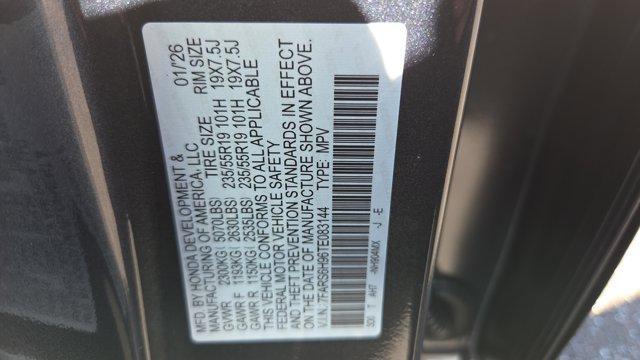 MFD. BY HONDA DEVELOPMENT & 01/26
MANUFACTURING OF AMERICA, LLC TIRE SIZE RIM SIZE
GVWR 2300KG( 5070LBS) 235/55R19 101H 19X7.5J
GAWR F 1193KG( 2630LBS) 235/55R19 101H 19X7.5J
GAWR R 1150KG( 2535LBS)
THIS VEHICLE CONFORMS TO ALL APPLICABLE
FEDERAL MOTOR VEHICLE SAFETY
AND THEFT PREVENTION STANDARDS IN EFFECT
ON THE DATE OF MANUFACTURE SHOWN ABOVE.
V.I.N.: 7FARS6H96TE083144 TYPE: MPV
J -E